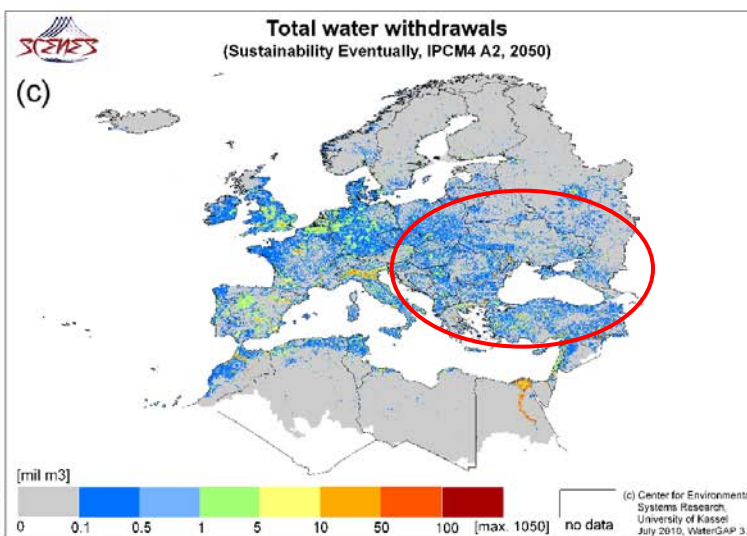 SCENES
Total water withdrawals
(Sustainability Eventually, IPCM4 A2, 2050)
(c)
[mil m3]
0 0.1 0.5 1 5 10 50 100 [max. 1050]
no data
(c) Center for Environmenta
Systems Research,
University of Kassel
July 2010, WaterGAP 3.